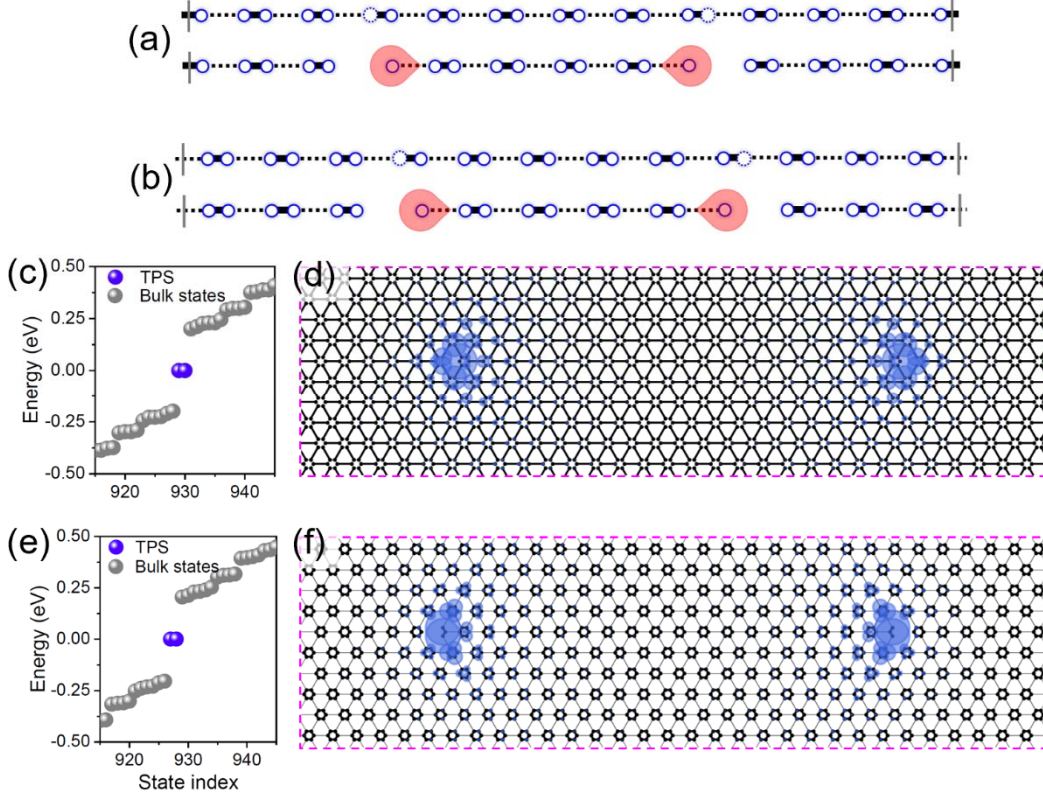 (a)
(b)
(c)
0.50
0.25
0.00
-0.25
-0.50
Energy (eV)
TPS
Bulk states
920
930
940
(d)
(e)
0.50
0.25
0.00
-0.25
-0.50
Energy (eV)
TPS
Bulk states
920
930
940
State index
(f)